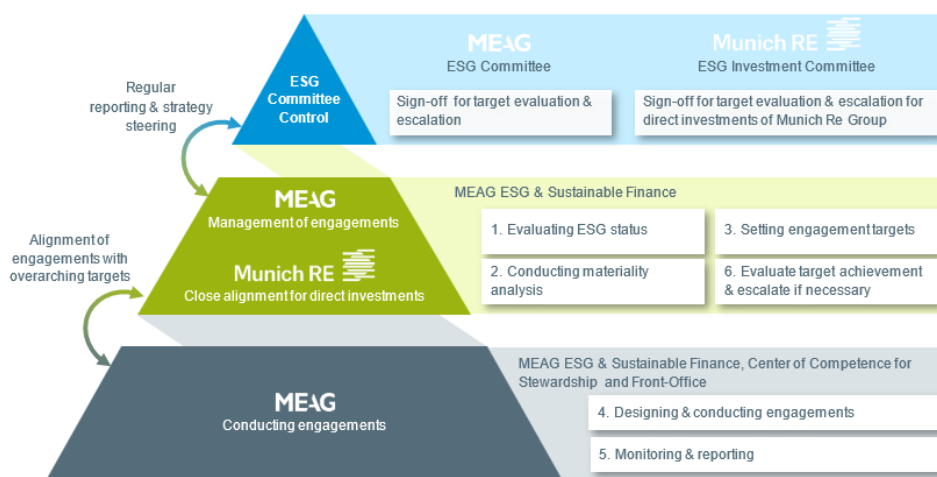 MEAG
ESG Committee
Sign-off for target evaluation &
escalation
Munich RE
ESG Investment Committee
Sign-off for target evaluation & escalation for
direct investments of Munich Re Group
ESG
Committee
Control
Regular
reporting & strategy
steering
MEAG
Management of engagements
Munich RE
Close alignment for direct investments
MEAG ESG & Sustainable Finance
1. Evaluating ESG status
2. Conducting materiality
analysis
3. Setting engagement targets
6. Evaluate target achievement
& escalate if necessary
Alignment of
engagements with
overarching targets
MEAG
Conducting engagements
MEAG ESG & Sustainable Finance, Center of Competence for
Stewardship and Front-Office
4. Designing & conducting engagements
5. Monitoring & reporting